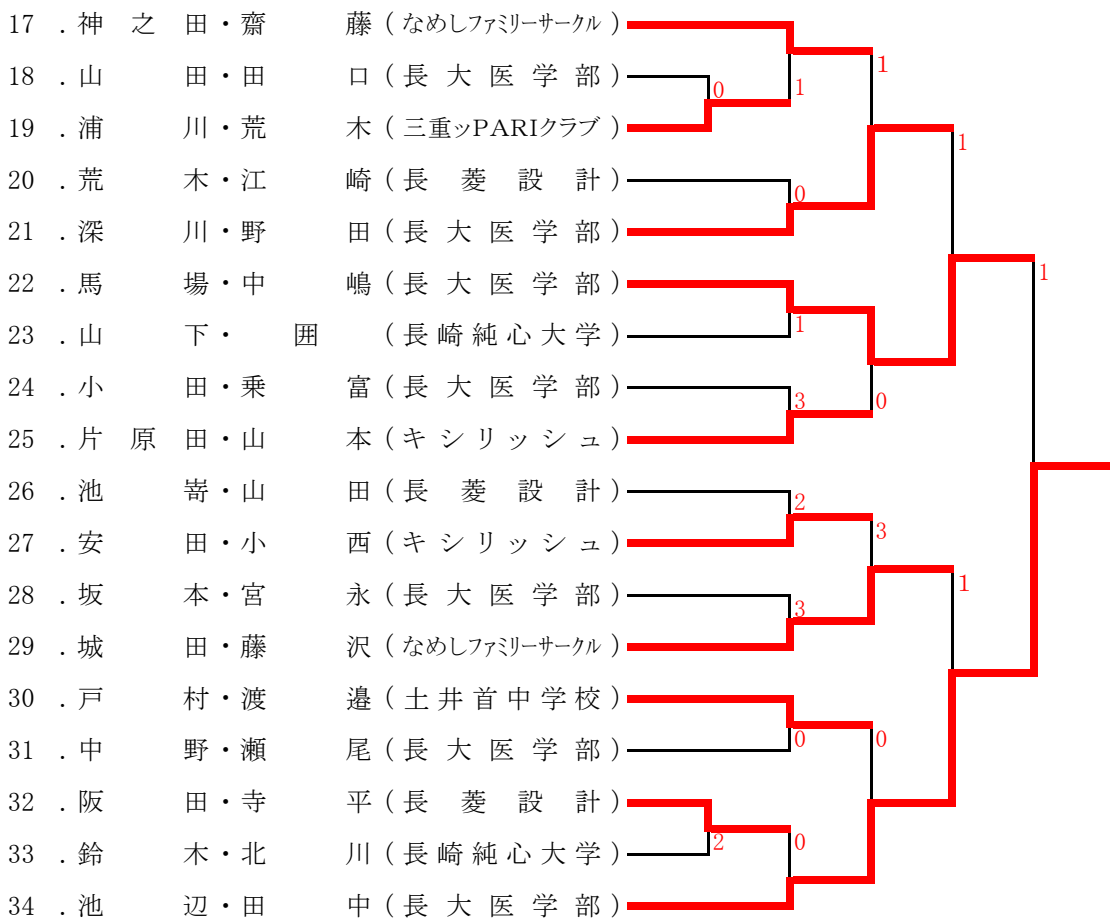 17 .神之田・齋藤(なめしファミリーサークル)
1
18 .山田・田口(長大医学部)
0
1
19 .浦川・荒木(三重ッPARIクラブ)
1
20 .荒木・江崎(長菱設計)
0
21 .深川・野田(長大医学部)
22 .馬場・中嶋(長大医学部)
1
23 .山下・囲(長崎純心大学)
1
24 .小田・乗富(長大医学部)
3
0
25 .片原田・山本(キシリッシュ)
26 .池嵜・山田(長菱設計)
2
27 .安田・小西(キシリッシュ)
3
28 .坂本・宮永(長大医学部)
3
1
29 .城田・藤沢(なめしファミリーサークル)
30 .戸村・渡邉(土井首中学校)
31 .中野・瀬尾(長大医学部)
0
0
32 .阪田・寺平(長菱設計)
33 .鈴木・北川(長崎純心大学)
2
0
34 .池辺・田中(長大医学部)